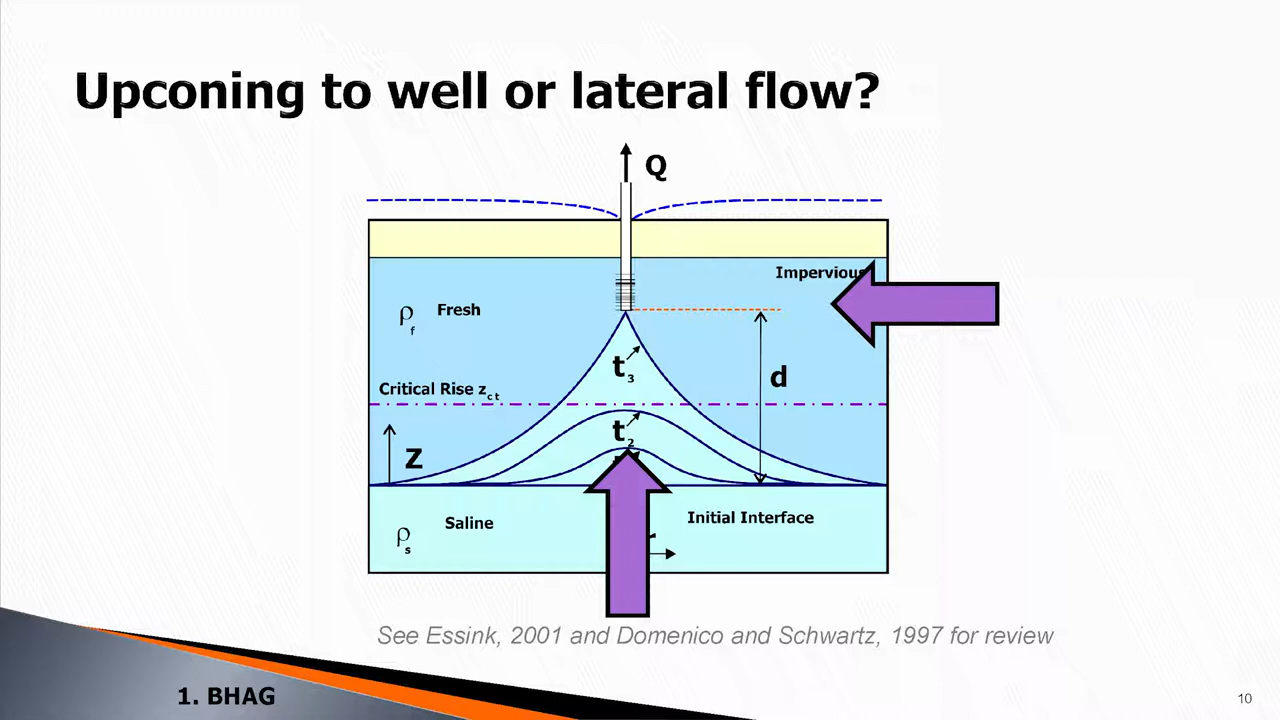 Upconing to well or lateral flow?
Q
Impervious
ρf Fresh
t3
d
Critical Rise zct
t2
Z
Saline
Initial Interface
ρs
See Essink, 2001 and Domenico and Schwartz, 1997 for review
1. BHAG
10